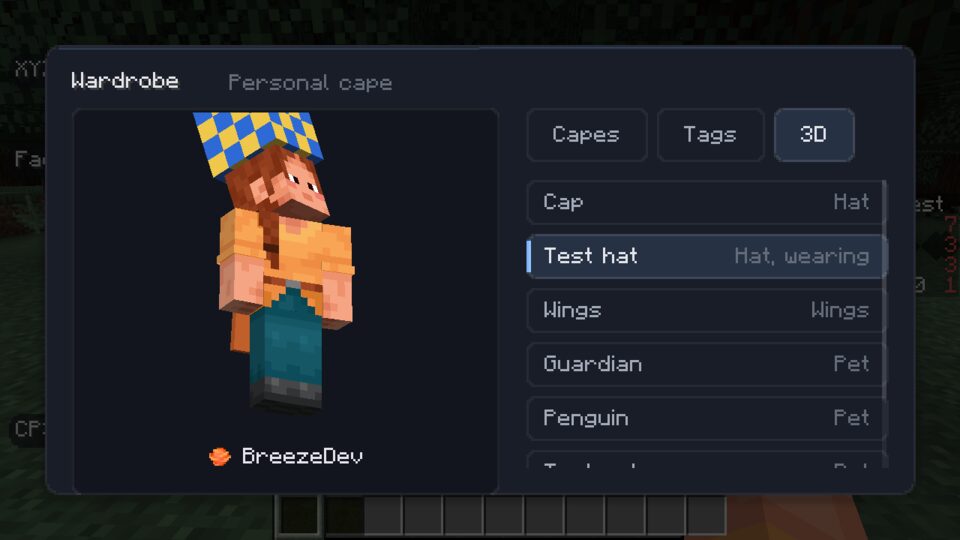 Wardrobe
Personal cape
Capes
Tags
3D
Cap
Hat
Test hat
Hat, wearing
Wings
Wings
Guardian
Pet
Penguin
Pet
BreezeDev